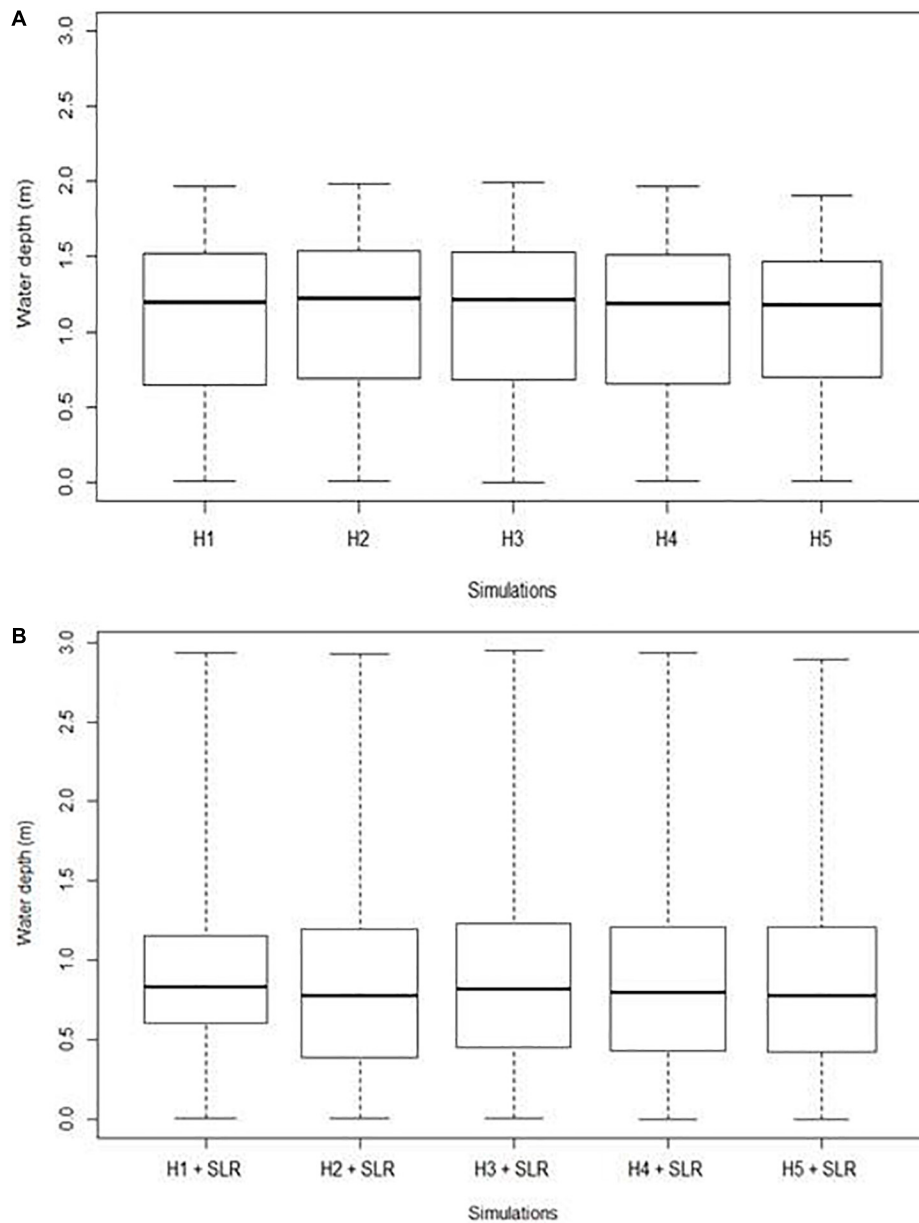 A
3.0
2.5
2.0
1.5
1.0
0.5
0.0
Water depth (m)
H1 H2 H3 H4 H5
Simulations
B
3.0
2.5
2.0
1.5
1.0
0.5
0.0
Water depth (m)
H1 + SLR H2 + SLR H3 + SLR H4 + SLR H5 + SLR
Simulations